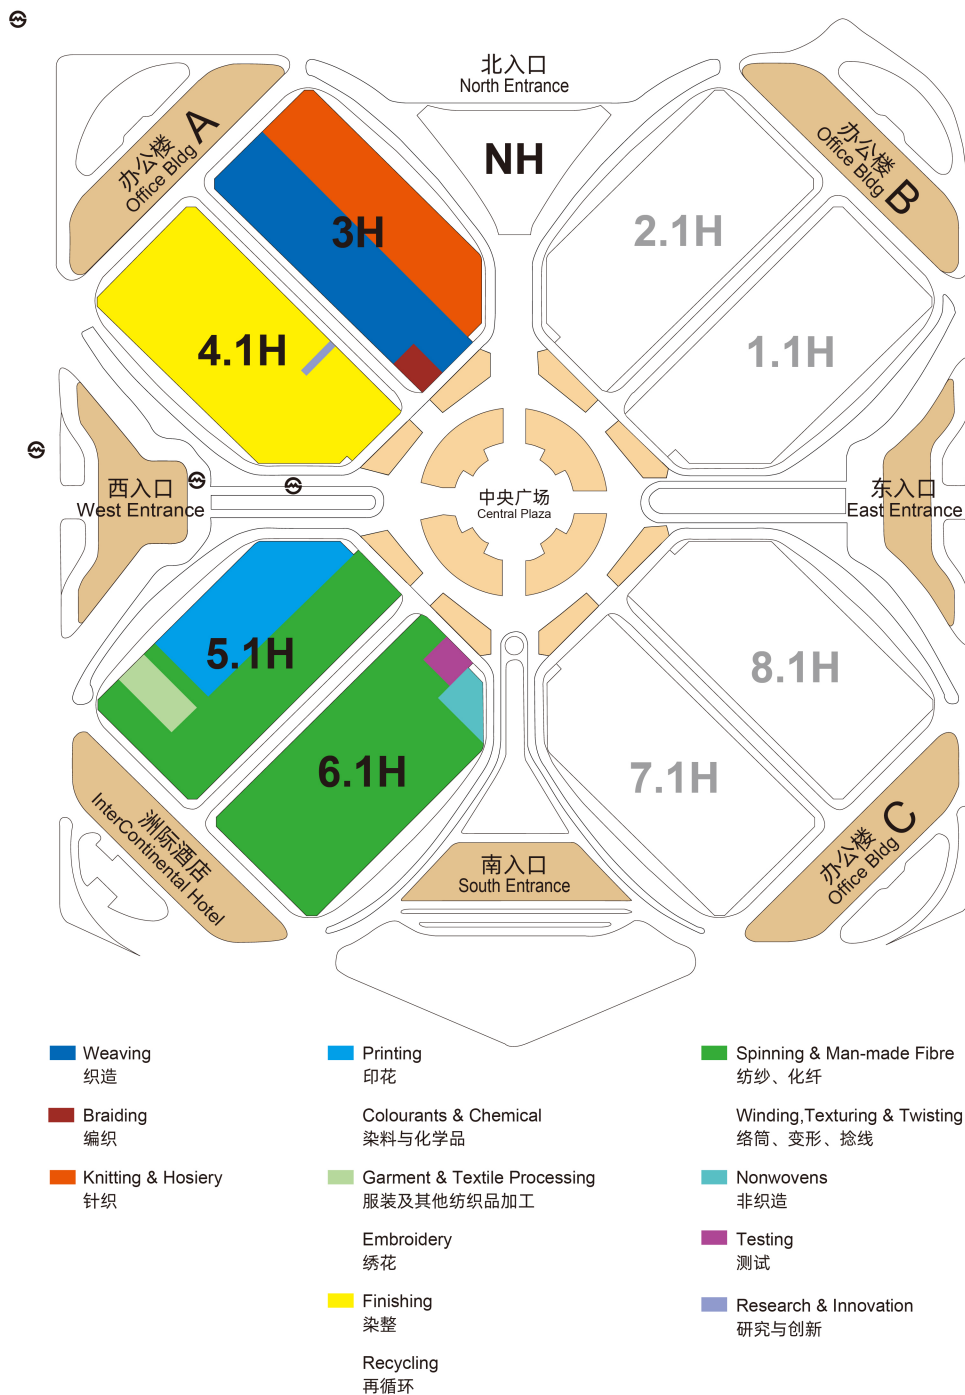 北入口
North Entrance
办公楼 A
Office Bldg
NH
办公楼
Office Bldg B
3H
2.1H
4.1H
1.1H
西入口
West Entrance
中央广场
Central Plaza
东入口
East Entrance
5.1H
8.1H
6.1H
7.1H
洲际酒店
InterContinental Hotel
南入口
South Entrance
办公楼 C
Office Bldg
Weaving
织造
Braiding
编织
Knitting & Hosiery
针织
Printing
印花
Colourants & Chemical
染料与化学品
Garment & Textile Processing
服装及其他纺织品加工
Embroidery
绣花
Finishing
染整
Recycling
再循环
Spinning & Man-made Fibre
纺纱、化纤
Winding,Texturing & Twisting
络筒、变形、捻线
Nonwovens
非织造
Testing
测试
Research & Innovation
研究与创新